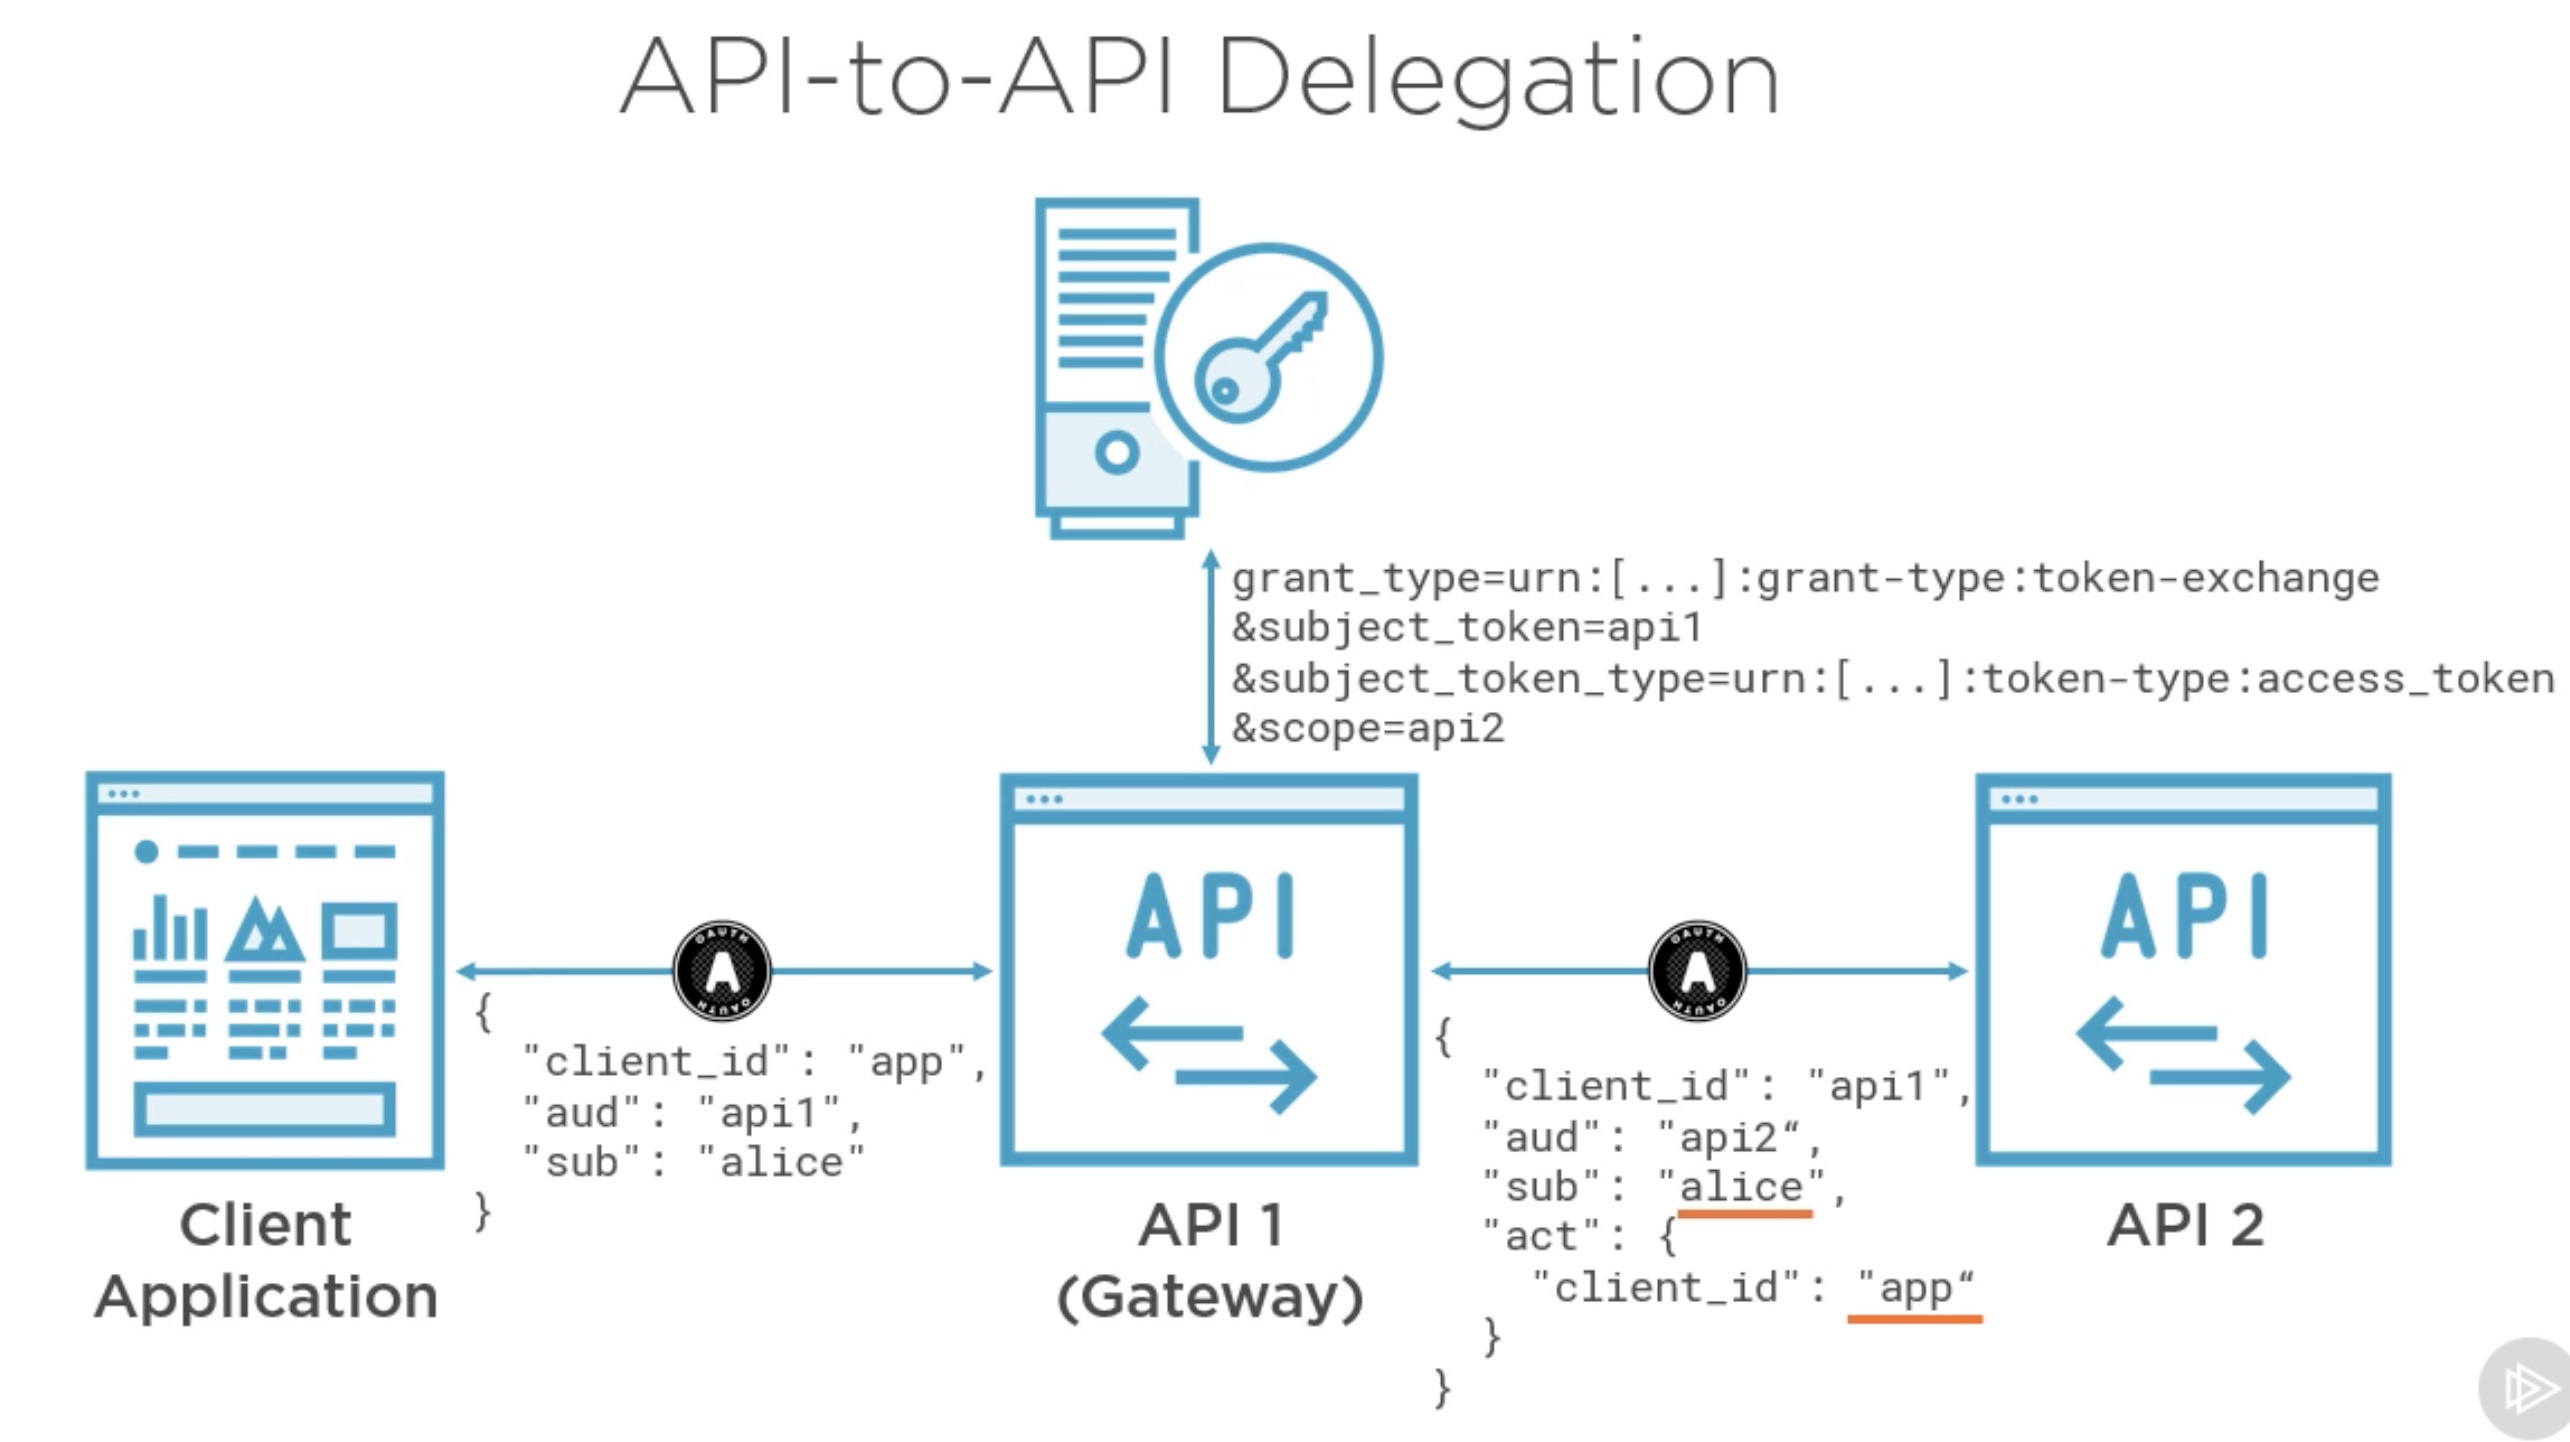 API-to-API Delegation
grant_type=urn:[...]:grant-type:token-exchange
&subject_token=api1
&subject_token_type=urn:[...]:token-type:access_token
&scope=api2
OAUTH
A
OAUTH
{
"client_id": "app",
"aud": "api1",
"sub": "alice"
}
Client
Application
API
API 1
(Gateway)
OAUTH
A
OAUTH
{
"client_id": "api1",
"aud": "api2“,
"sub": "alice",
"act": {
"client_id": "app“
}
}
API
API 2